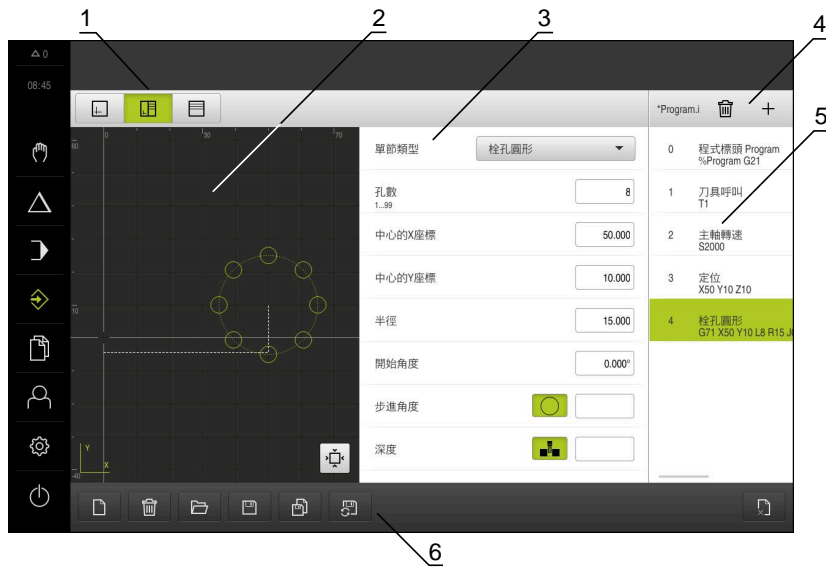 1
2
3
4
0
08:45
*Program.i
5
0
30
70
60
單節類型
栓孔圓形
0
程式標頭 Program
%Program G21
孔數
1...99
8
1
刀具呼叫
T1
中心的X座標
50.000
2
主軸轉速
S2000
中心的Y座標
10.000
3
定位
X50 Y10 Z10
10
半徑
15.000
4
栓孔圓形
G71 X50 Y10 L8 R15 J
開始角度
0.000°
步進角度
深度
Y
X
-40
6